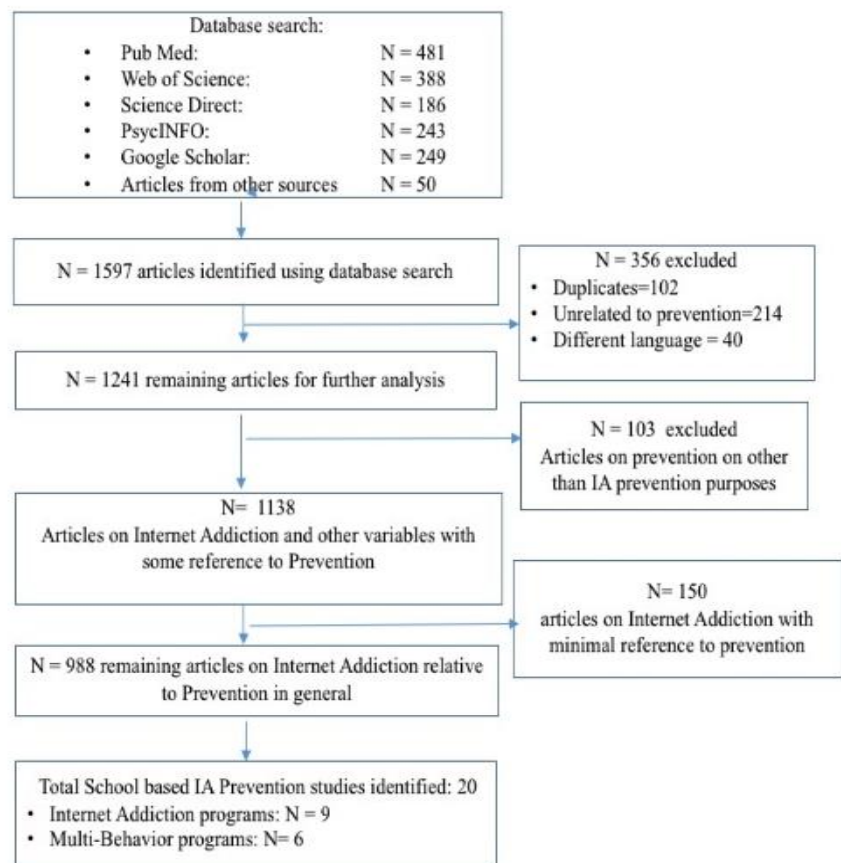 Database search:
• Pub Med: N = 481
• Web of Science: N = 388
• Science Direct: N = 186
• PsycINFO: N = 243
• Google Scholar: N = 249
• Articles from other sources N = 50
N = 1597 articles identified using database search
N = 356 excluded
• Duplicates=102
• Unrelated to prevention=214
• Different language = 40
N = 1241 remaining articles for further analysis
N = 103 excluded
Articles on prevention on other
than IA prevention purposes
N= 1138
Articles on Internet Addiction and other variables with
some reference to Prevention
N= 150
articles on Internet Addiction with
minimal reference to prevention
N = 988 remaining articles on Internet Addiction relative
to Prevention in general
Total School based IA Prevention studies identified: 20
• Internet Addiction programs: N = 9
• Multi-Behavior programs: N= 6